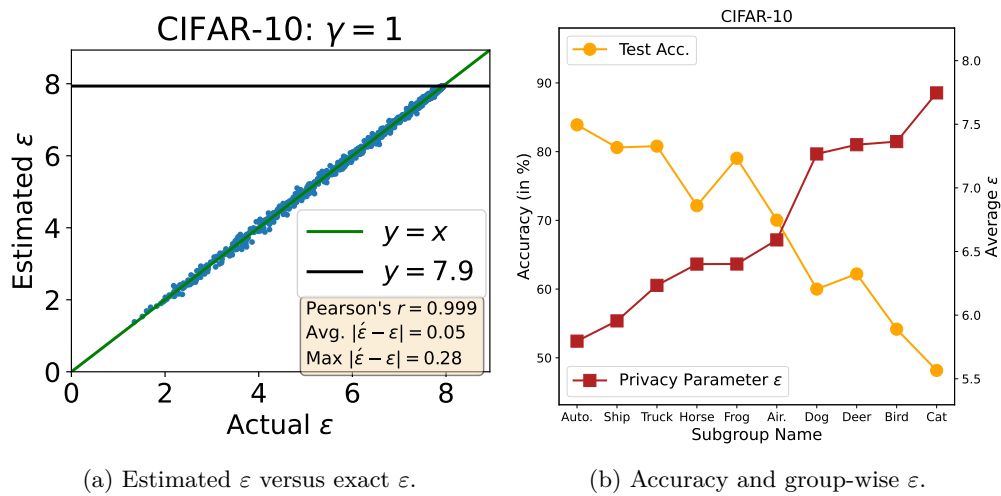 CIFAR-10: γ = 1
Estimated ε
8
6
4
2
0
y = x
y = 7.9
Pearson's r = 0.999
Avg. |έ − ε| = 0.05
Max |έ − ε| = 0.28
0 2 4 6 8
Actual ε
(a) Estimated ε versus exact ε.
CIFAR-10
Test Acc.
Accuracy (in %)
90
80
70
60
50
8.0
7.5
7.0
6.5
6.0
5.5
Average ε
Privacy Parameter ε
Auto. Ship Truck Horse Frog Air. Dog Deer Bird Cat
Subgroup Name
(b) Accuracy and group-wise ε.